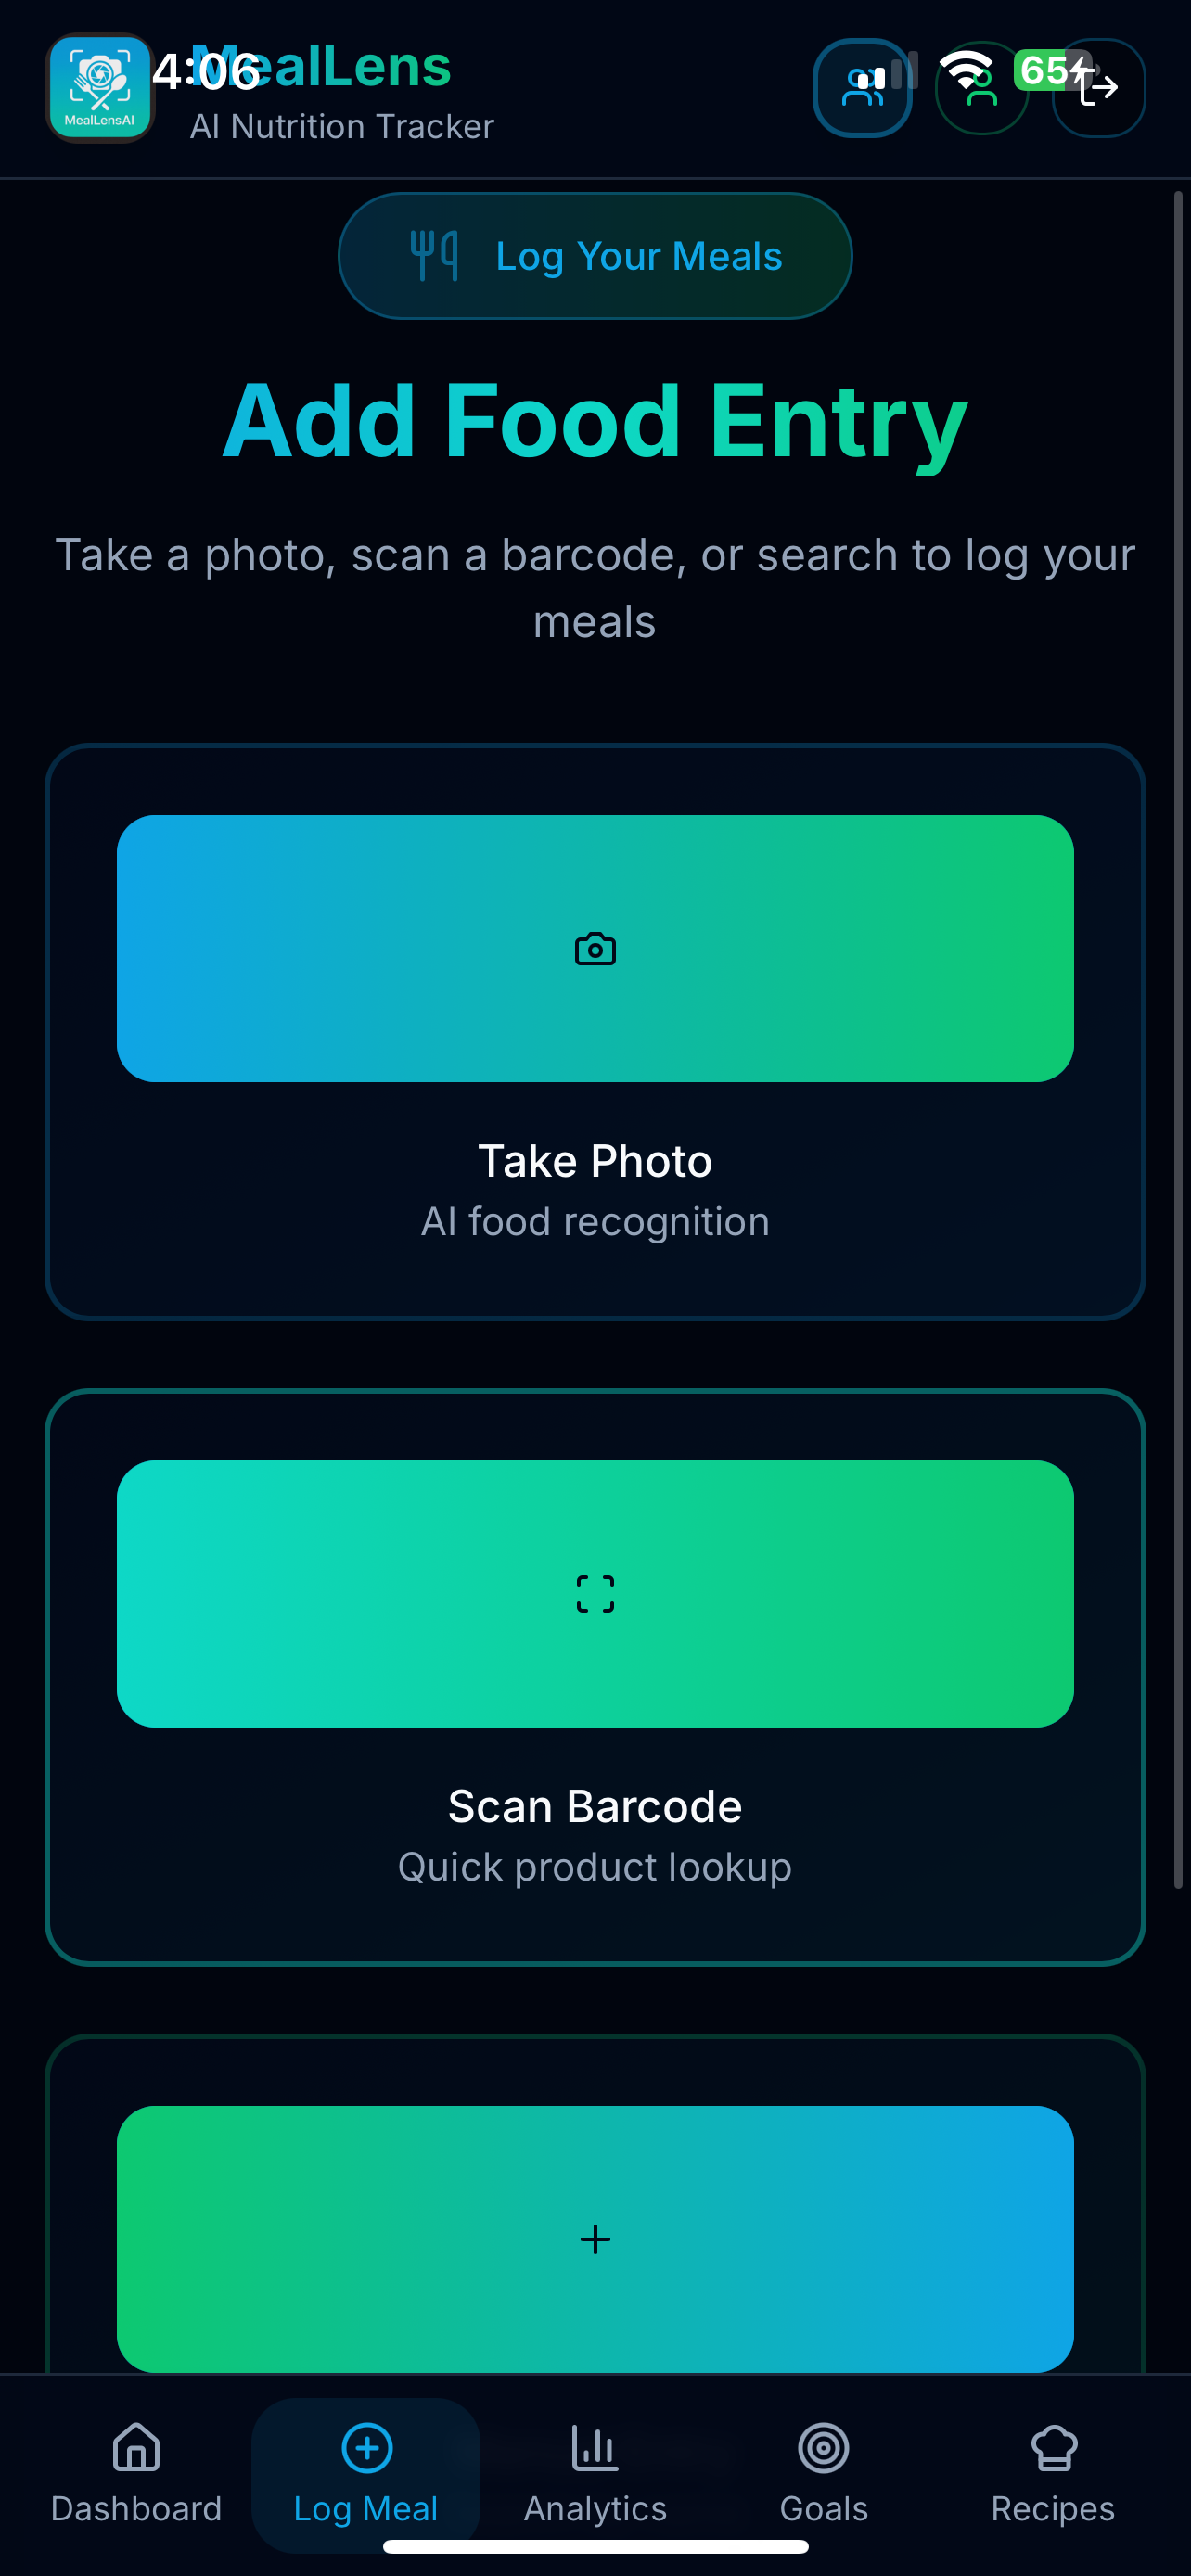 4:06
65
MealLensAI
MealLens
AI Nutrition Tracker
Log Your Meals
Add Food Entry
Take a photo, scan a barcode, or search to log your
meals
Take Photo
AI food recognition
Scan Barcode
Quick product lookup
Dashboard
Log Meal
Analytics
Goals
Recipes